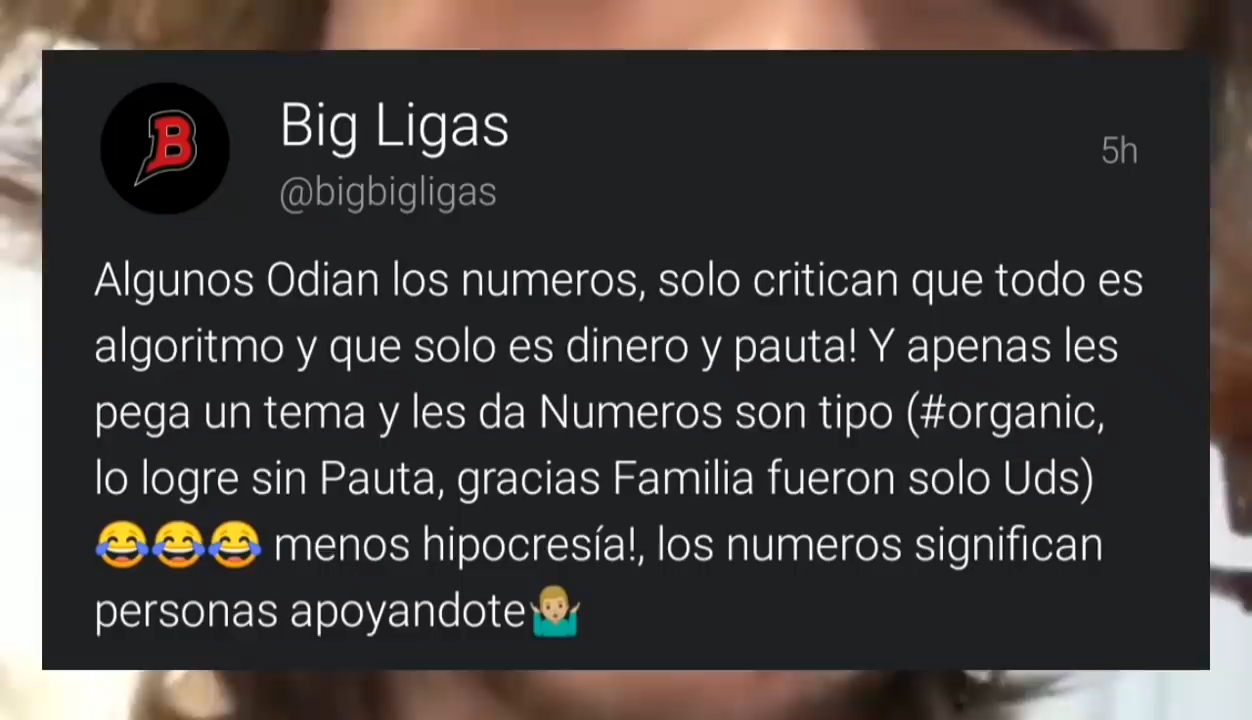 B
Big Ligas
@bigbigligas
5h
Algunos Odian los numeros, solo critican que todo es
algoritmo y que solo es dinero y pauta! Y apenas les
pega un tema y les da Numeros son tipo (#organic,
lo logre sin Pauta, gracias Familia fueron solo Uds)
😂😂😂 menos hipocresía!, los numeros significan
personas apoyandote🤷🏼‍♂️